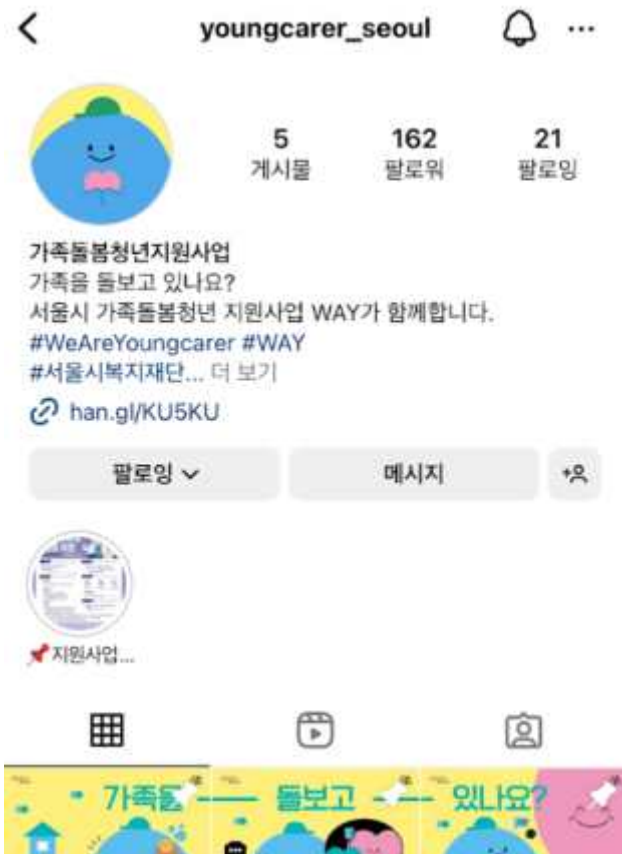 youngcarer_seoul
5 162 21
게시물 팔로워 팔로잉
가족돌봄청년지원사업
가족을 돌보고 있나요?
서울시 가족돌봄청년 지원사업 WAY가 함께합니다.
#WeAreYoungcarer #WAY
#서울시복지재단... 더 보기
han.gl/KU5KU
팔로잉 메시지
지원사업...
가족을 돌보고 있나요?